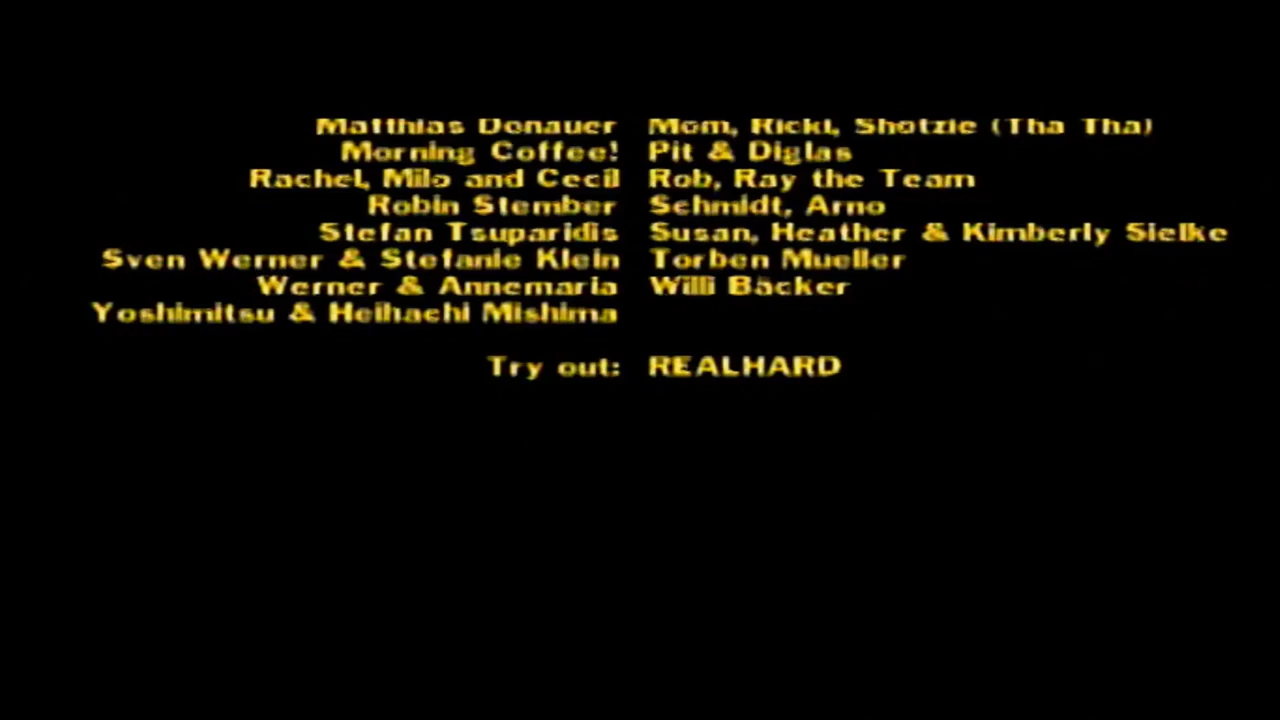 Matthias Donauer Mom, Ricki, Shotzie (Tha Tha)
Morning Coffee! Pit & Diglas
Rachel, Milo and Cecil Rob, Ray the Team
Robin Stember Schmidt, Arno
Stefan Tsuparidis Susan, Heather & Kimberly Sielke
Sven Werner & Stefanie Klein Torben Mueller
Werner & Annemaria Willi Bäcker
Yoshimitsu & Heihachi Mishima
Try out: REALHARD